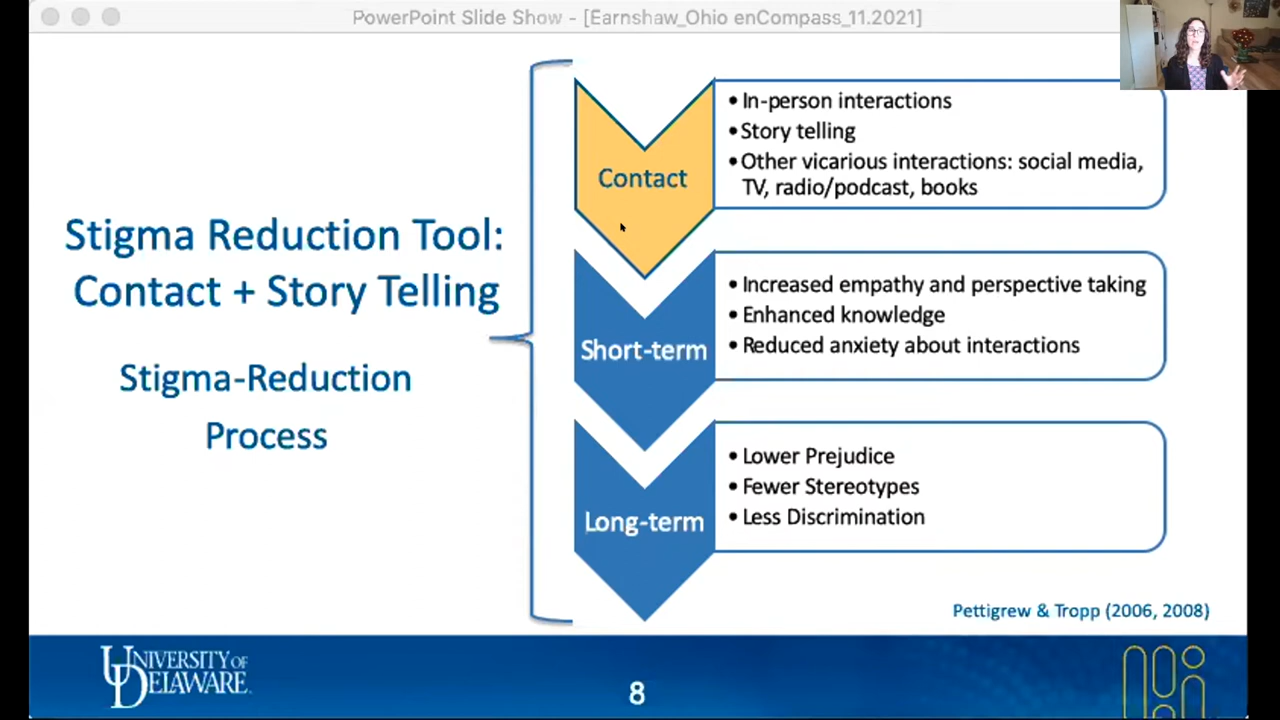 PowerPoint Slide Show - [Earnshaw_Ohio enCompass_11.2021]
Stigma Reduction Tool:
Contact + Story Telling
Stigma-Reduction
Process
Contact
• In-person interactions
• Story telling
• Other vicarious interactions: social media,
TV, radio/podcast, books
Short-term
• Increased empathy and perspective taking
• Enhanced knowledge
• Reduced anxiety about interactions
Long-term
• Lower Prejudice
• Fewer Stereotypes
• Less Discrimination
Pettigrew & Tropp (2006, 2008)
UNIVERSITY OF
DELAWARE.
8